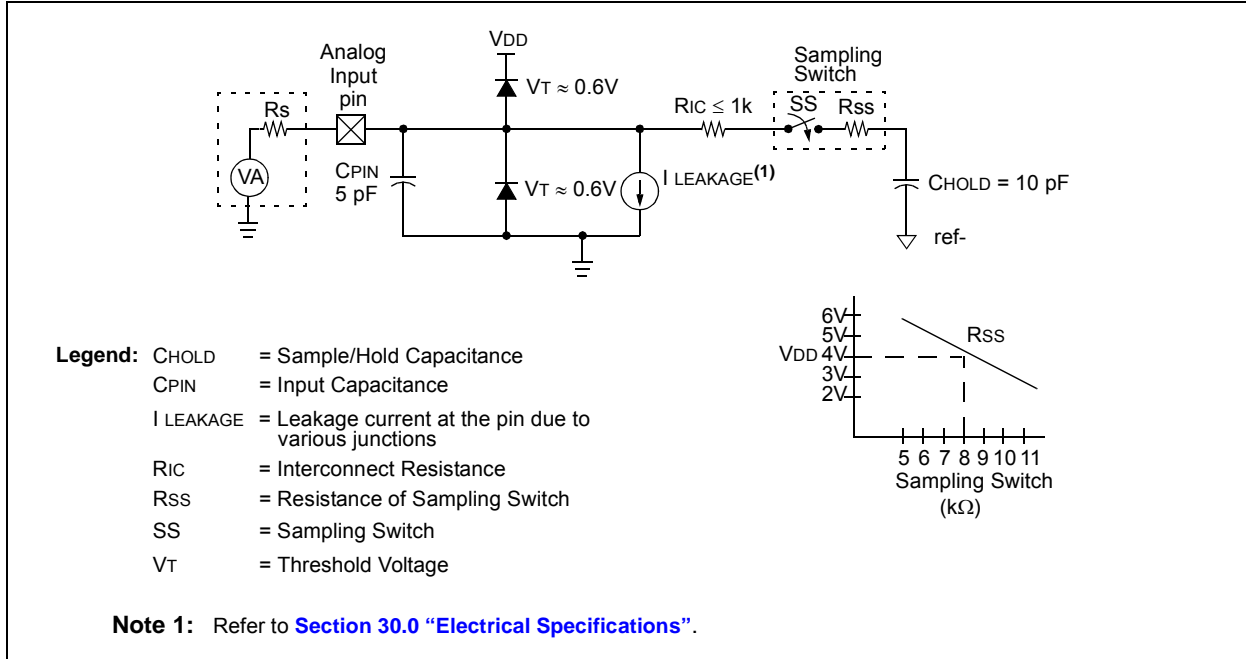 VDD
Analog
Input
pin
Sampling
Switch
Rs
VT ≈ 0.6V
RIC ≤ 1k
SS
Rss
VA
CPIN
5 pF
VT ≈ 0.6V
I LEAKAGE(1)
CHOLD = 10 pF
ref-
6V
5V
VDD 4V
3V
2V
RSS
5 6 7 8 9 10 11
Sampling Switch
(kΩ)
Legend: CHOLD = Sample/Hold Capacitance
CPIN = Input Capacitance
I LEAKAGE = Leakage current at the pin due to
various junctions
RIC = Interconnect Resistance
RSS = Resistance of Sampling Switch
SS = Sampling Switch
VT = Threshold Voltage
Note 1: Refer to Section 30.0 “Electrical Specifications”.